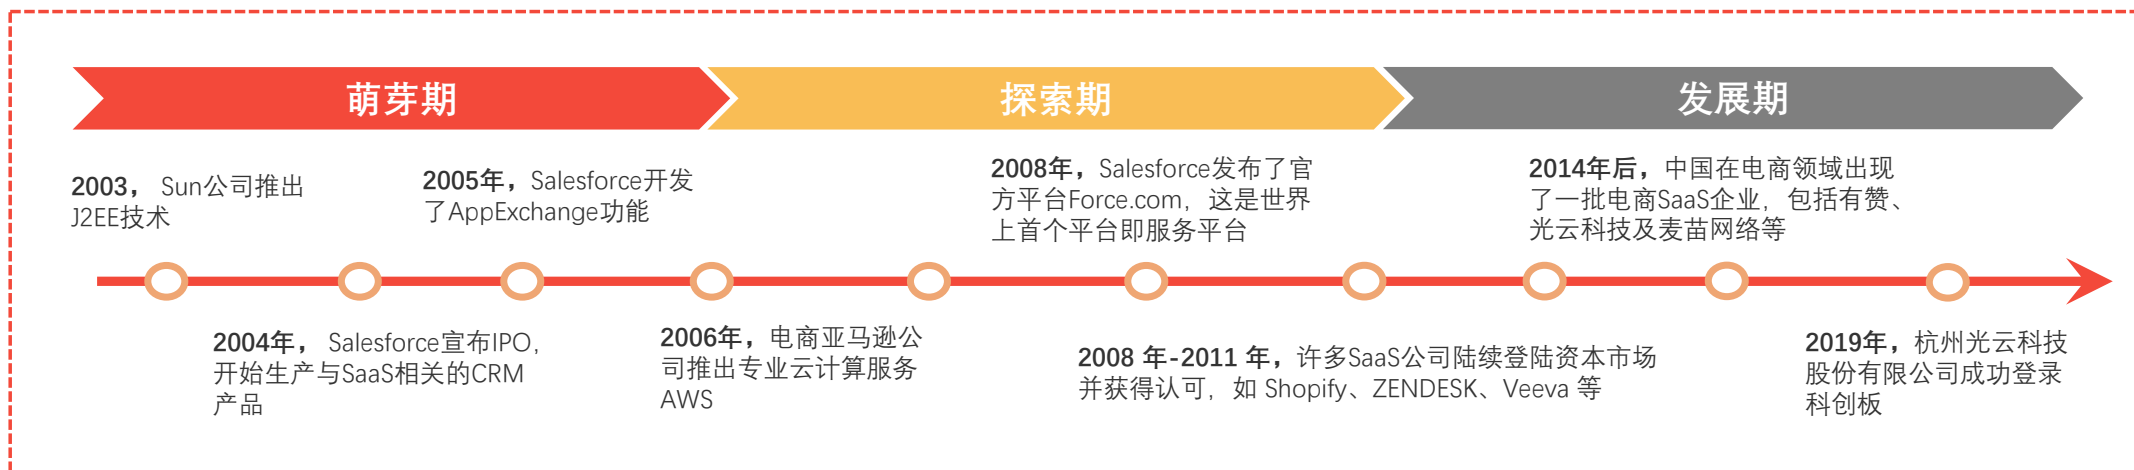 萌芽期
探索期
发展期
2003， Sun公司推出
J2EE技术
2005年，Salesforce开发
了AppExchange功能
2008年，Salesforce发布了官
方平台Force.com，这是世界
上首个平台即服务平台
2014年后，中国在电商领域出现
了一批电商SaaS企业，包括有赞、
光云科技及麦苗网络等
2004年， Salesforce宣布IPO，
开始生产与SaaS相关的CRM
产品
2006年，电商亚马逊公
司推出专业云计算服务
AWS
2008 年-2011 年，许多SaaS公司陆续登陆资本市场
并获得认可，如 Shopify、ZENDESK、Veeva 等
2019年，杭州光云科技
股份有限公司成功登录
科创板